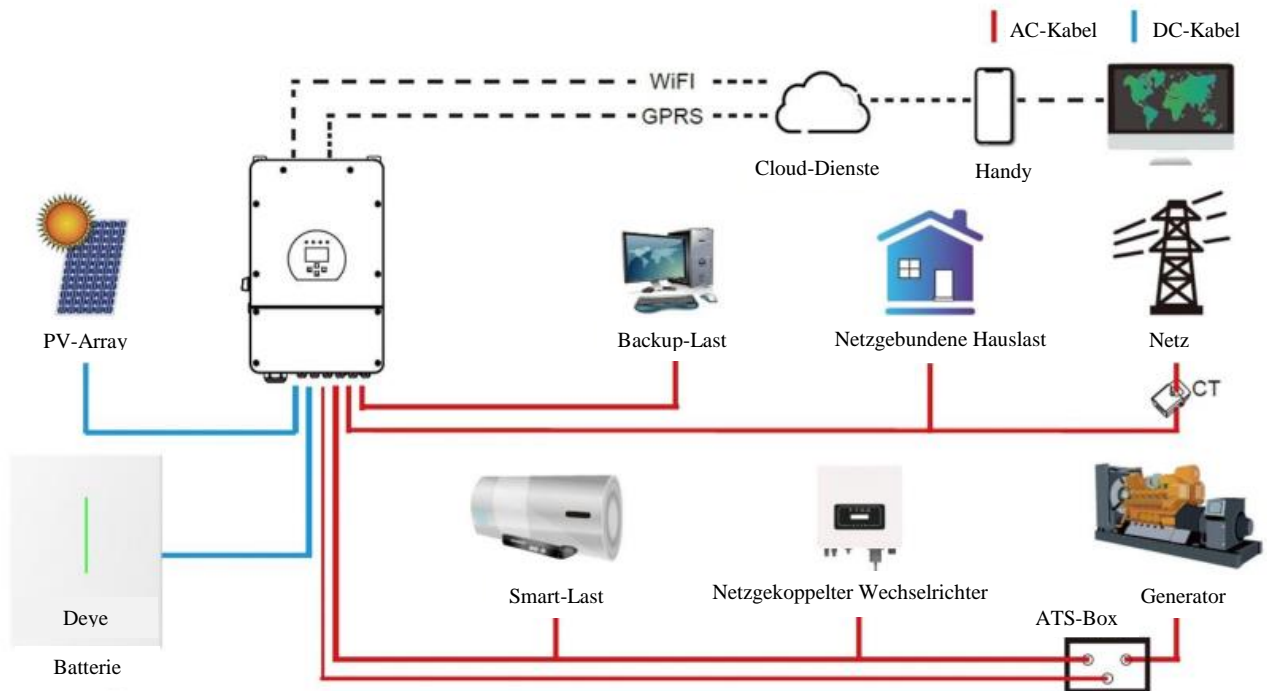 AC-Kabel
DC-Kabel
WiFI
GPRS
Cloud-Dienste
Handy
PV-Array
Backup-Last
Netzgebundene Hauslast
Netz
CT
Smart-Last
Netzgekoppelter Wechselrichter
Generator
ATS-Box
Deye
Batterie